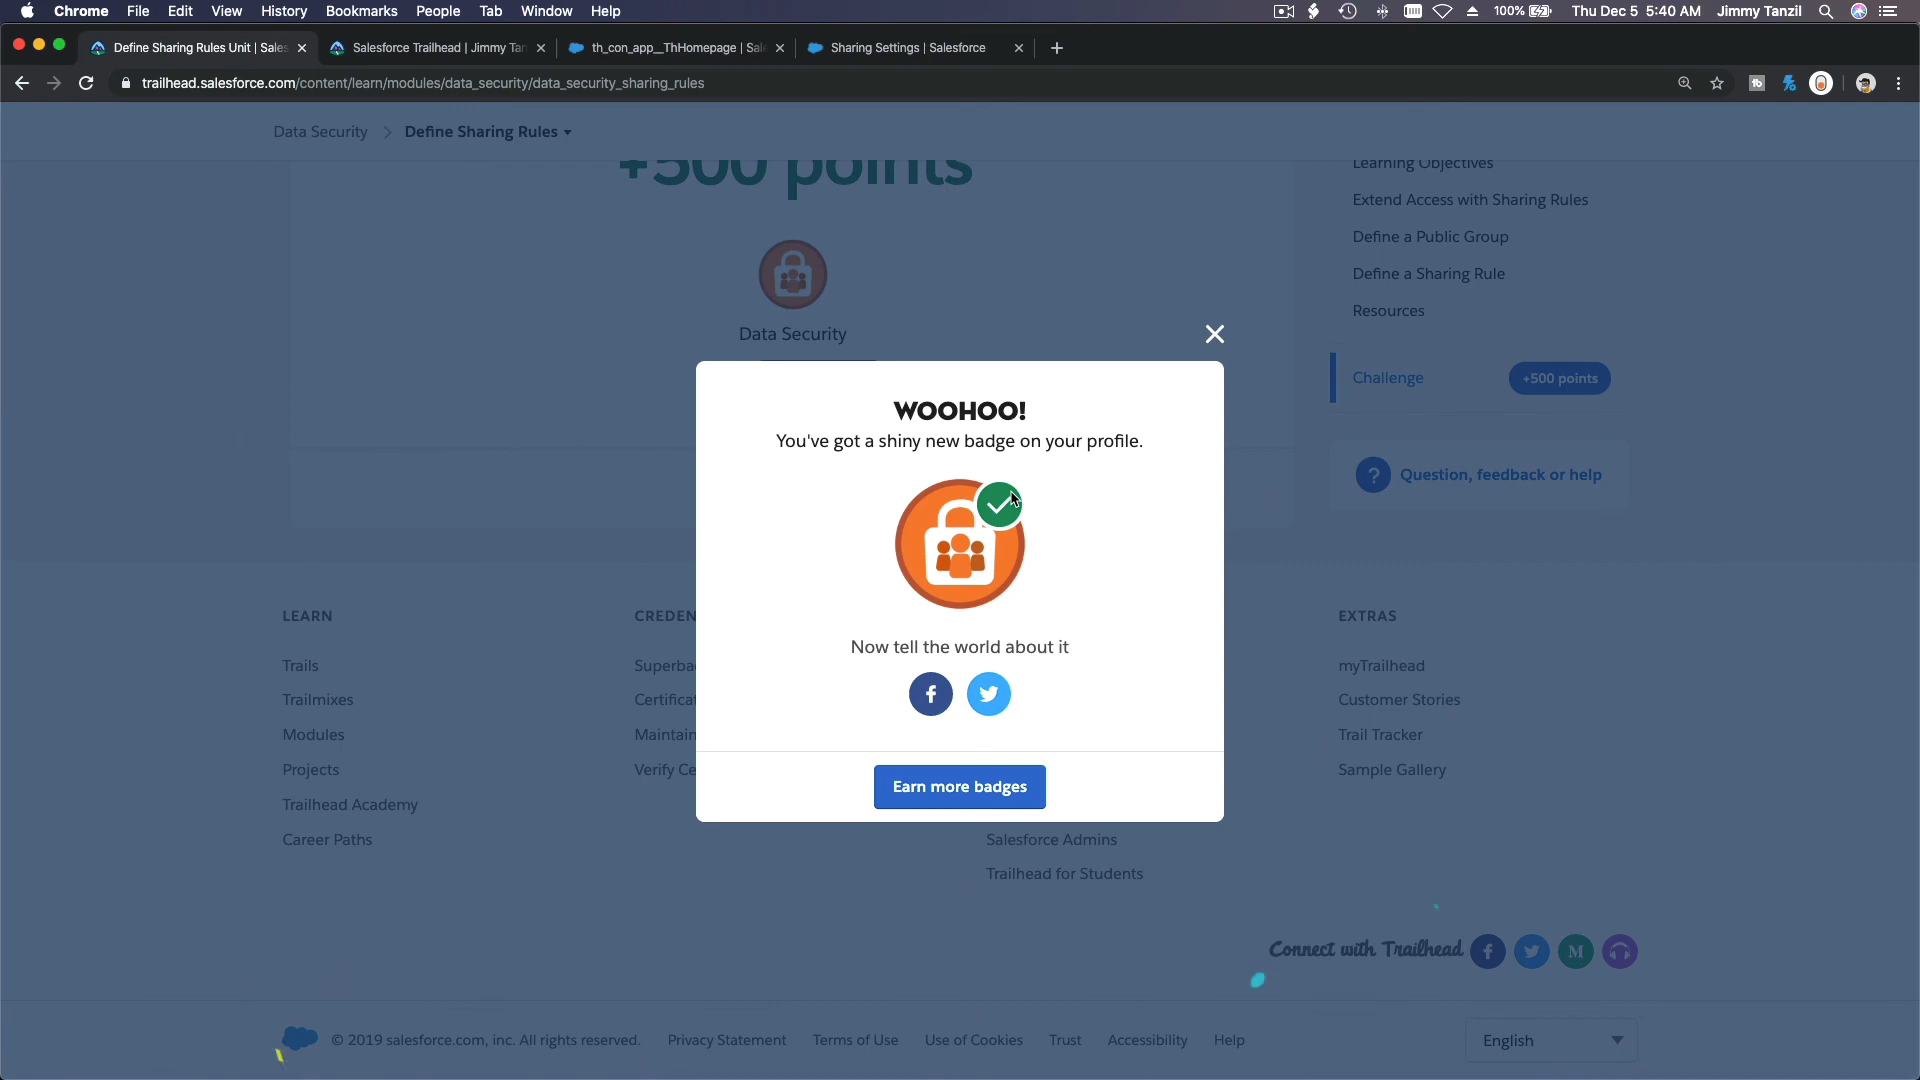 Chrome File Edit View History Bookmarks People Tab Window Help 100% Thu Dec 5 5:40 AM Jimmy Tanzil
Define Sharing Rules Unit | Sales Salesforce Trailhead | Jimmy Tan th_con_app__ThHomepage | Sal Sharing Settings | Salesforce
trailhead.salesforce.com/content/learn/modules/data_security/data_security_sharing_rules
Data Security > Define Sharing Rules
+500 points
Learning Objectives
Extend Access with Sharing Rules
Define a Public Group
Define a Sharing Rule
Resources
Data Security
Challenge +500 points
? Question, feedback or help
WOOHOO!
You've got a shiny new badge on your profile.
Now tell the world about it
Earn more badges
LEARN
Trails
Trailmixes
Modules
Projects
Trailhead Academy
Career Paths
CREDEN
Superba
Certificat
Maintain
Verify Ce
Salesforce Admins
Trailhead for Students
EXTRAS
myTrailhead
Customer Stories
Trail Tracker
Sample Gallery
Connect with Trailhead
© 2019 salesforce.com, inc. All rights reserved. Privacy Statement Terms of Use Use of Cookies Trust Accessibility Help English